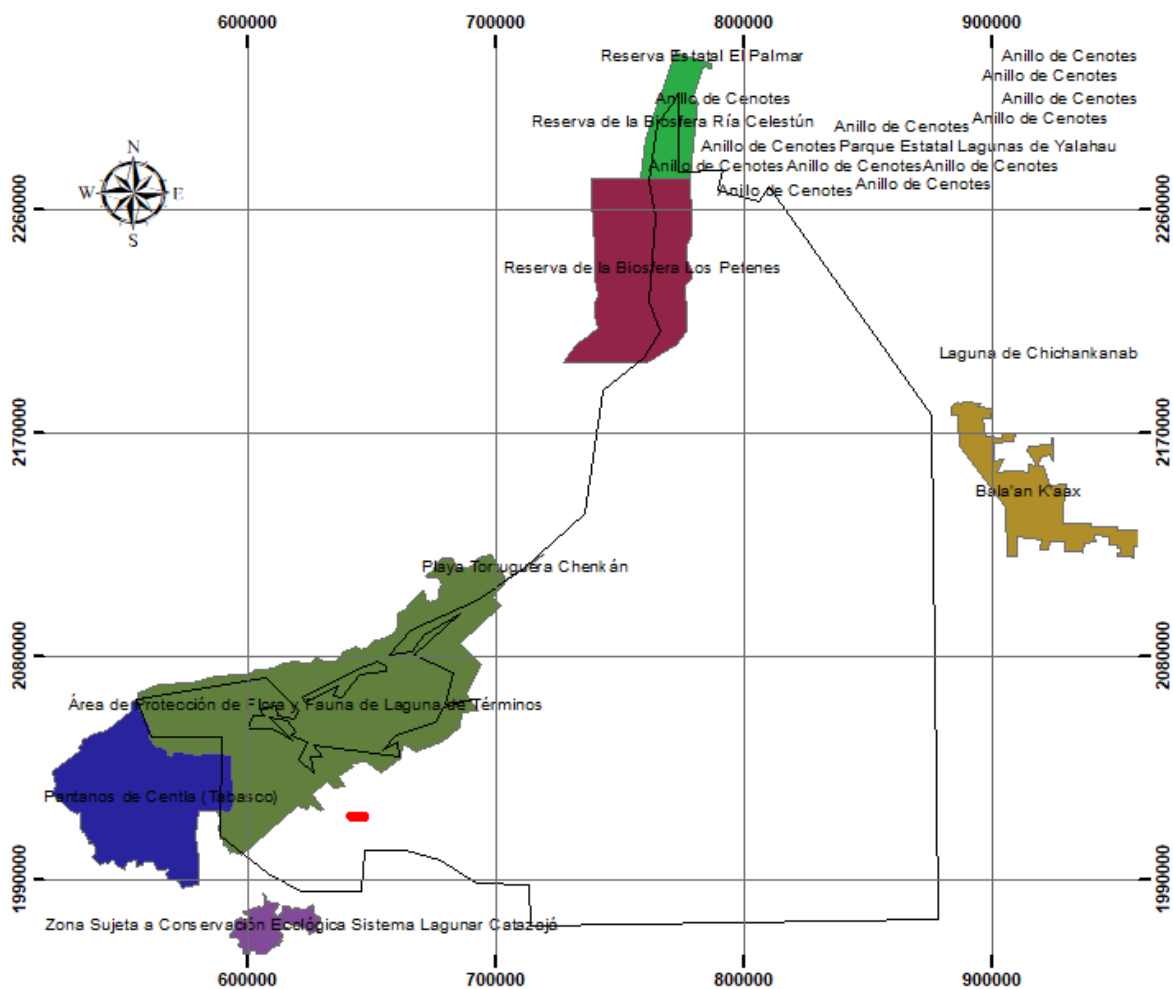 600000 700000 800000 900000
Reserva Estatal El Palmar
Anillo de Cenotes
Anillo de Cenotes
Anillo de Cenotes
Anillo de Cenotes
Reserva de la Biosfera Ría Celestún
Anillo de Cenotes
Anillo de Cenotes
Anillo de Cenotes
Parque Estatal Lagunas de Yalahau
Anillo de Cenotes
Anillo de Cenotes
Anillo de Cenotes
Anillo de Cenotes
Anillo de Cenotes
N
W E
S
2260000 2260000
Reserva de la Biosfera Los Petenes
Laguna de Chichankanab
2170000 2170000
Bala'an K'aax
Playa Tortuguera Chenkán
2080000 2080000
Área de Protección de Flora y Fauna de Laguna de Términos
Pantanos de Centla (Tabasco)
1990000 1990000
Zona Sujeta a Conservación Ecológica Sistema Lagunar Catazajá
600000 700000 800000 900000